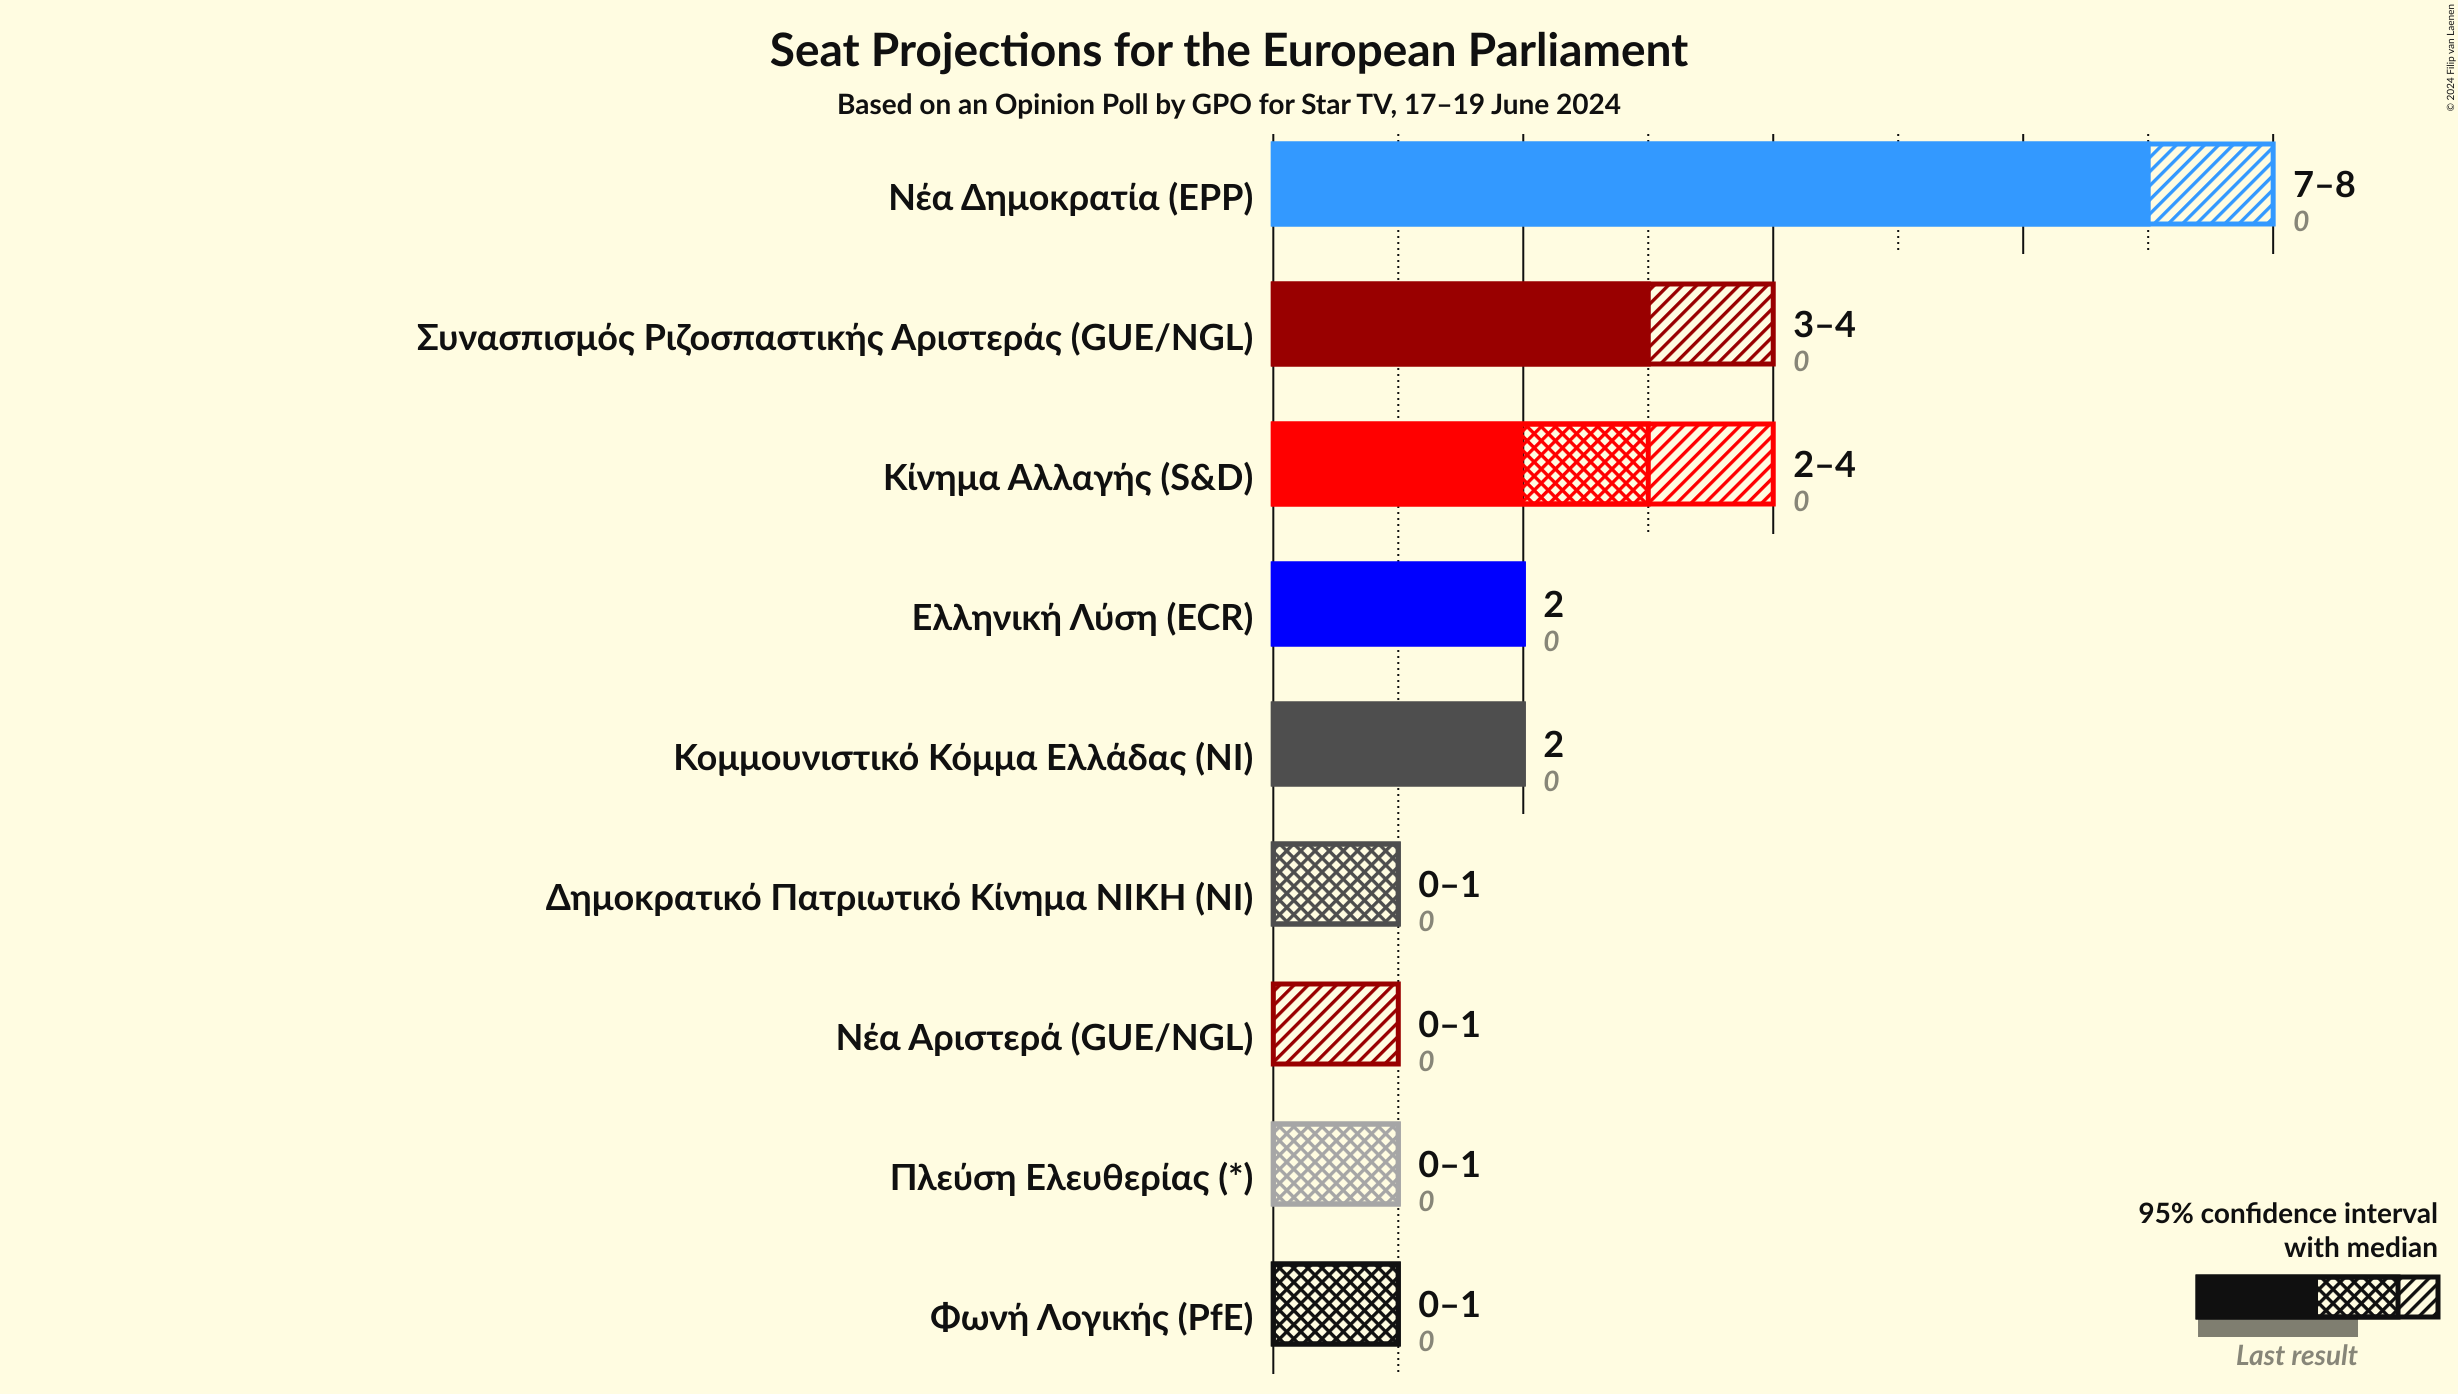 Seat Projections for the European Parliament
Based on an Opinion Poll by GPO for Star TV, 17–19 June 2024
© 2024 Filip van Laenen
Νέα Δημοκρατία (EPP)
7–8
0
Συνασπισμός Ριζοσπαστικής Αριστεράς (GUE/NGL)
3–4
0
Κίνημα Αλλαγής (S&D)
2–4
0
Ελληνική Λύση (ECR)
2
0
Κομμουνιστικό Κόμμα Ελλάδας (NI)
2
0
Δημοκρατικό Πατριωτικό Κίνημα ΝΙΚΗ (NI)
0–1
0
Νέα Αριστερά (GUE/NGL)
0–1
0
Πλεύση Ελευθερίας (*)
0–1
0
Φωνή Λογικής (PfE)
0–1
0
95% confidence interval
with median
Last result